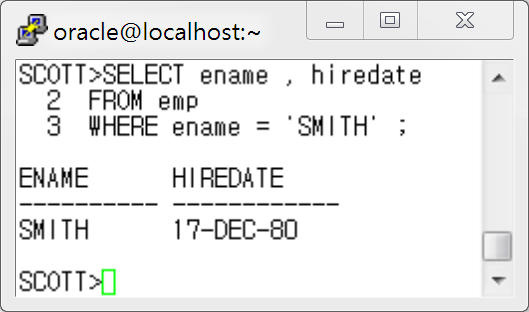 oracle@localhost:~
SCOTT>SELECT ename , hiredate
  2  FROM emp
  3  WHERE ename = 'SMITH' ;

ENAME      HIREDATE
---------- ------------
SMITH      17-DEC-80

SCOTT>